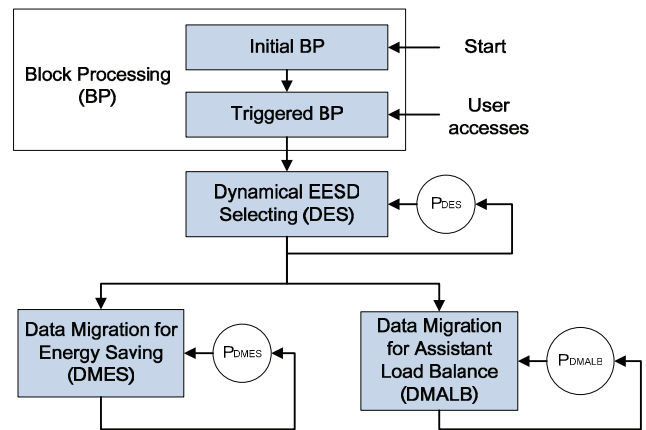 Initial BP
Start
Block Processing
(BP)
Triggered BP
User
accesses
Dynamical EESD
Selecting (DES)
PDES
Data Migration for
Energy Saving
(DMES)
PDMES
Data Migration
for Assistant
Load Balance
(DMALB)
PDMALB